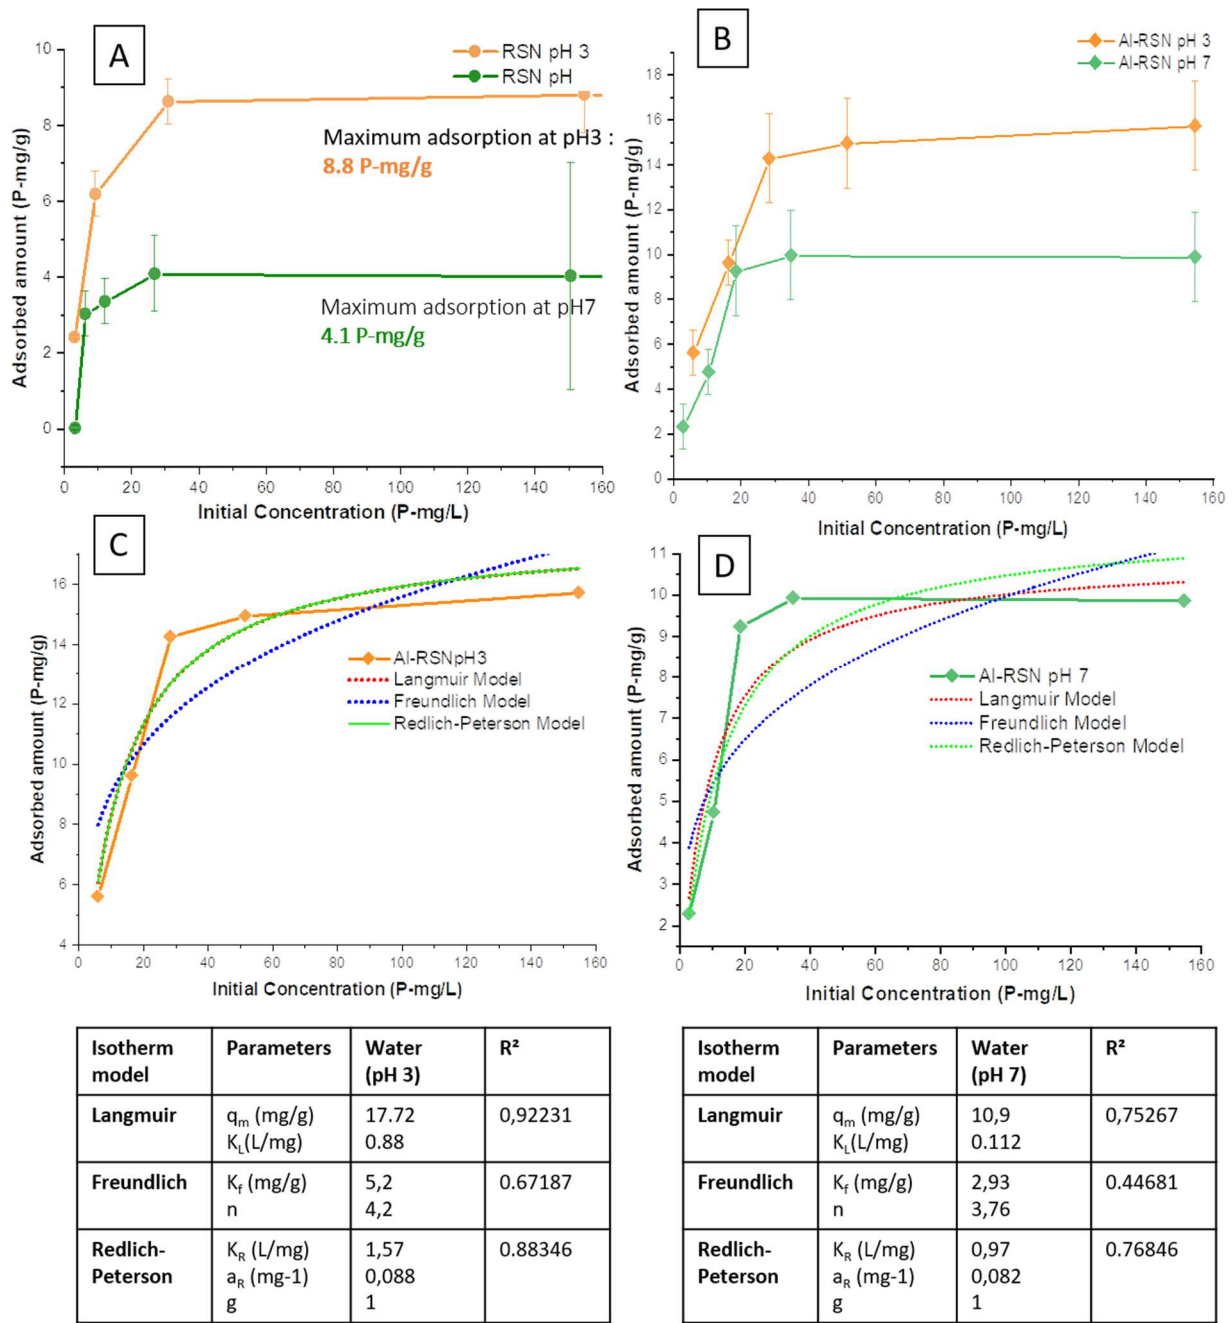 A
RSN pH 3
RSN pH
10
8
6
4
2
0
Adsorbed amount (P-mg/g)
Maximum adsorption at pH3 :
8.8 P-mg/g
Maximum adsorption at pH7
4.1 P-mg/g
0 20 40 60 80 100 120 140 160
Initial Concentration (P-mg/L)
B
Al-RSN pH 3
Al-RSN pH 7
18
16
14
12
10
8
6
4
2
0
Adsorbed amount (P-mg/g)
0 20 40 60 80 100 120 140 160
Initial Concentration (P-mg/L)
C
16
14
12
10
8
6
4
Adsorbed amount (P-mg/g)
Al-RSNpH3
Langmuir Model
Freundlich Model
Redlich-Peterson Model
0 20 40 60 80 100 120 140 160
Initial Concentration (P-mg/L)
D
11
10
9
8
7
6
5
4
3
2
Adsorbed amount (P-mg/g)
Al-RSN pH 7
Langmuir Model
Freundlich Model
Redlich-Peterson Model
0 20 40 60 80 100 120 140 160
Initial Concentration (P-mg/L)
Isotherm Parameters Water R²
model (pH 3)
Langmuir qₘ (mg/g) 17.72 0,92231
K_L(L/mg) 0.88
Freundlich K_f (mg/g) 5,2 0.67187
n 4,2
Redlich- K_R (L/mg) 1,57 0.88346
Peterson a_R (mg-1) 0,088
g 1
Isotherm Parameters Water R²
model (pH 7)
Langmuir qₘ (mg/g) 10,9 0,75267
K_L(L/mg) 0.112
Freundlich K_f (mg/g) 2,93 0.44681
n 3,76
Redlich- K_R (L/mg) 0,97 0.76846
Peterson a_R (mg-1) 0,082
g 1